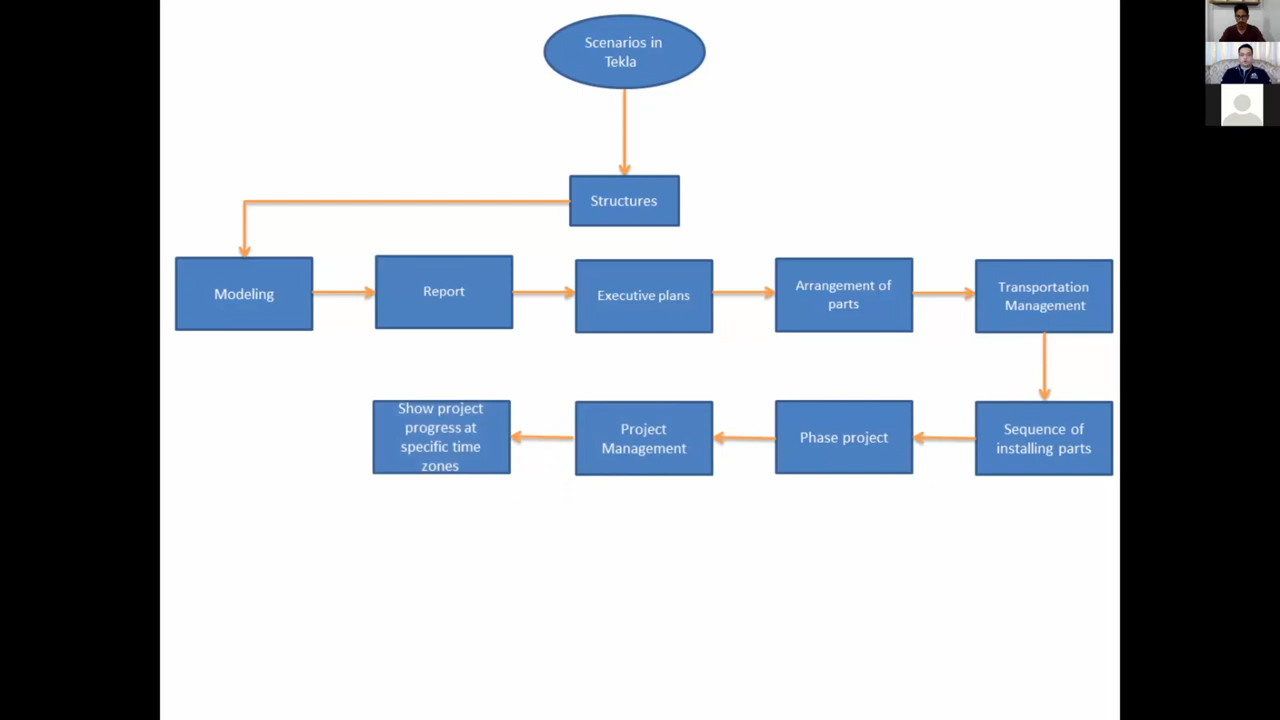 Scenarios in
Tekla
Structures
Modeling
Report
Executive plans
Arrangement of
parts
Transportation
Management
Show project
progress at
specific time
zones
Project
Management
Phase project
Sequence of
installing parts